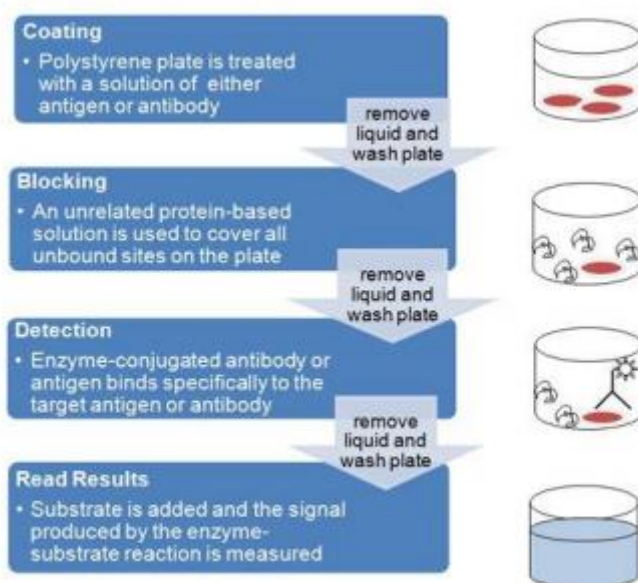 Coating
• Polystyrene plate is treated
with a solution of either
antigen or antibody
remove
liquid and
wash plate
Blocking
• An unrelated protein-based
solution is used to cover all
unbound sites on the plate
remove
liquid and
wash plate
Detection
• Enzyme-conjugated antibody or
antigen binds specifically to the
target antigen or antibody
remove
liquid and
wash plate
Read Results
• Substrate is added and the signal
produced by the enzyme-
substrate reaction is measured